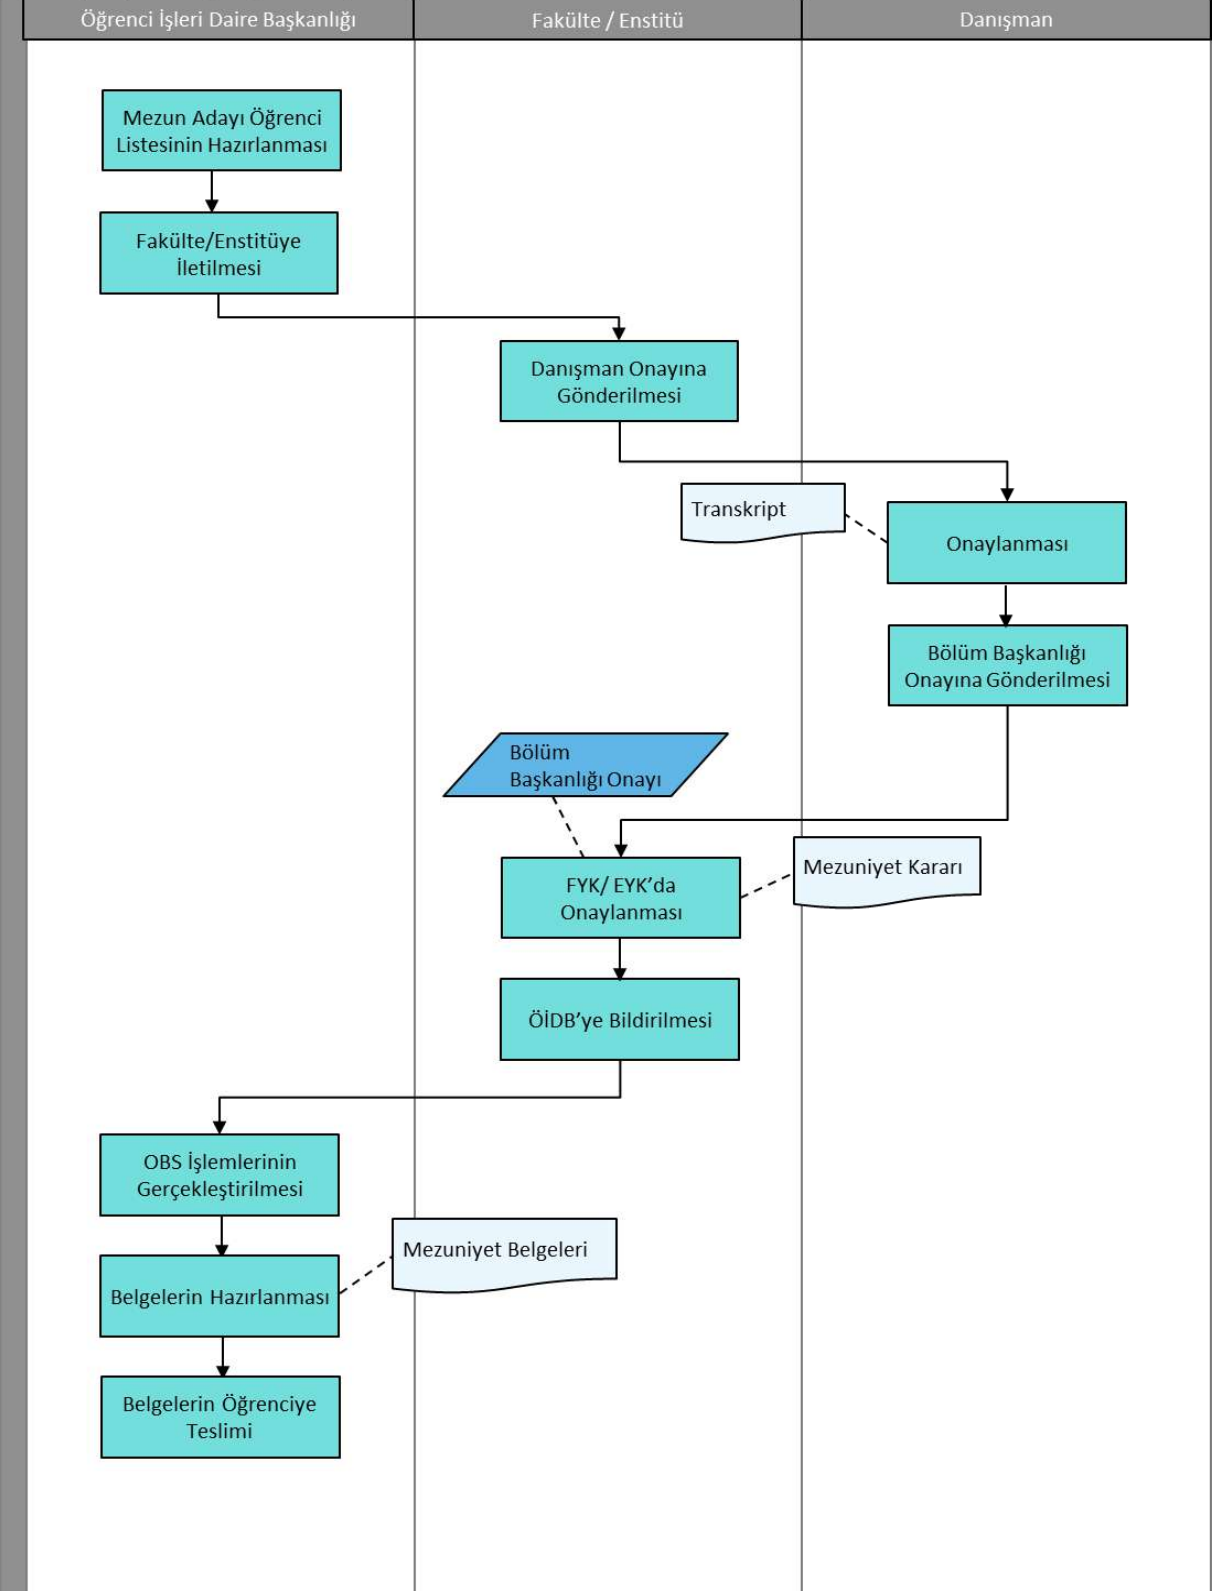 Öğrenci İşleri Daire Başkanlığı
Fakülte / Enstitü
Danışman
Mezun Adayı Öğrenci
Listesinin Hazırlanması
Fakülte/Enstitüye
İletilmesi
Danışman Onayına
Gönderilmesi
Transkript
Onaylanması
Bölüm Başkanlığı
Onayına Gönderilmesi
Bölüm
Başkanlığı Onayı
FYK/ EYK’da
Onaylanması
Mezuniyet Kararı
ÖİDB’ye Bildirilmesi
OBS İşlemlerinin
Gerçekleştirilmesi
Mezuniyet Belgeleri
Belgelerin Hazırlanması
Belgelerin Öğrenciye
Teslimi